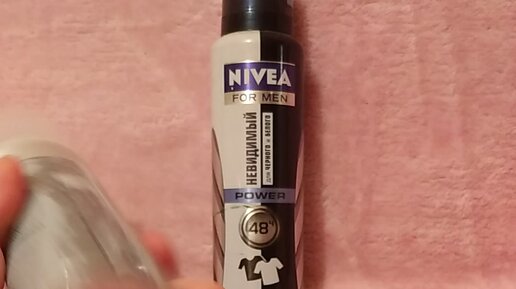 NIVEA
FOR MEN
НЕВИДИМЫЙ
ДЛЯ ЧЕРНОГО И БЕЛОГО
POWER
48ч